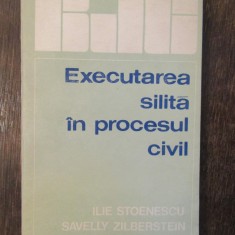 Executarea
silită
în procesul
civil
ILIE STOENESCU
SAVELLY ZILBERSTEIN